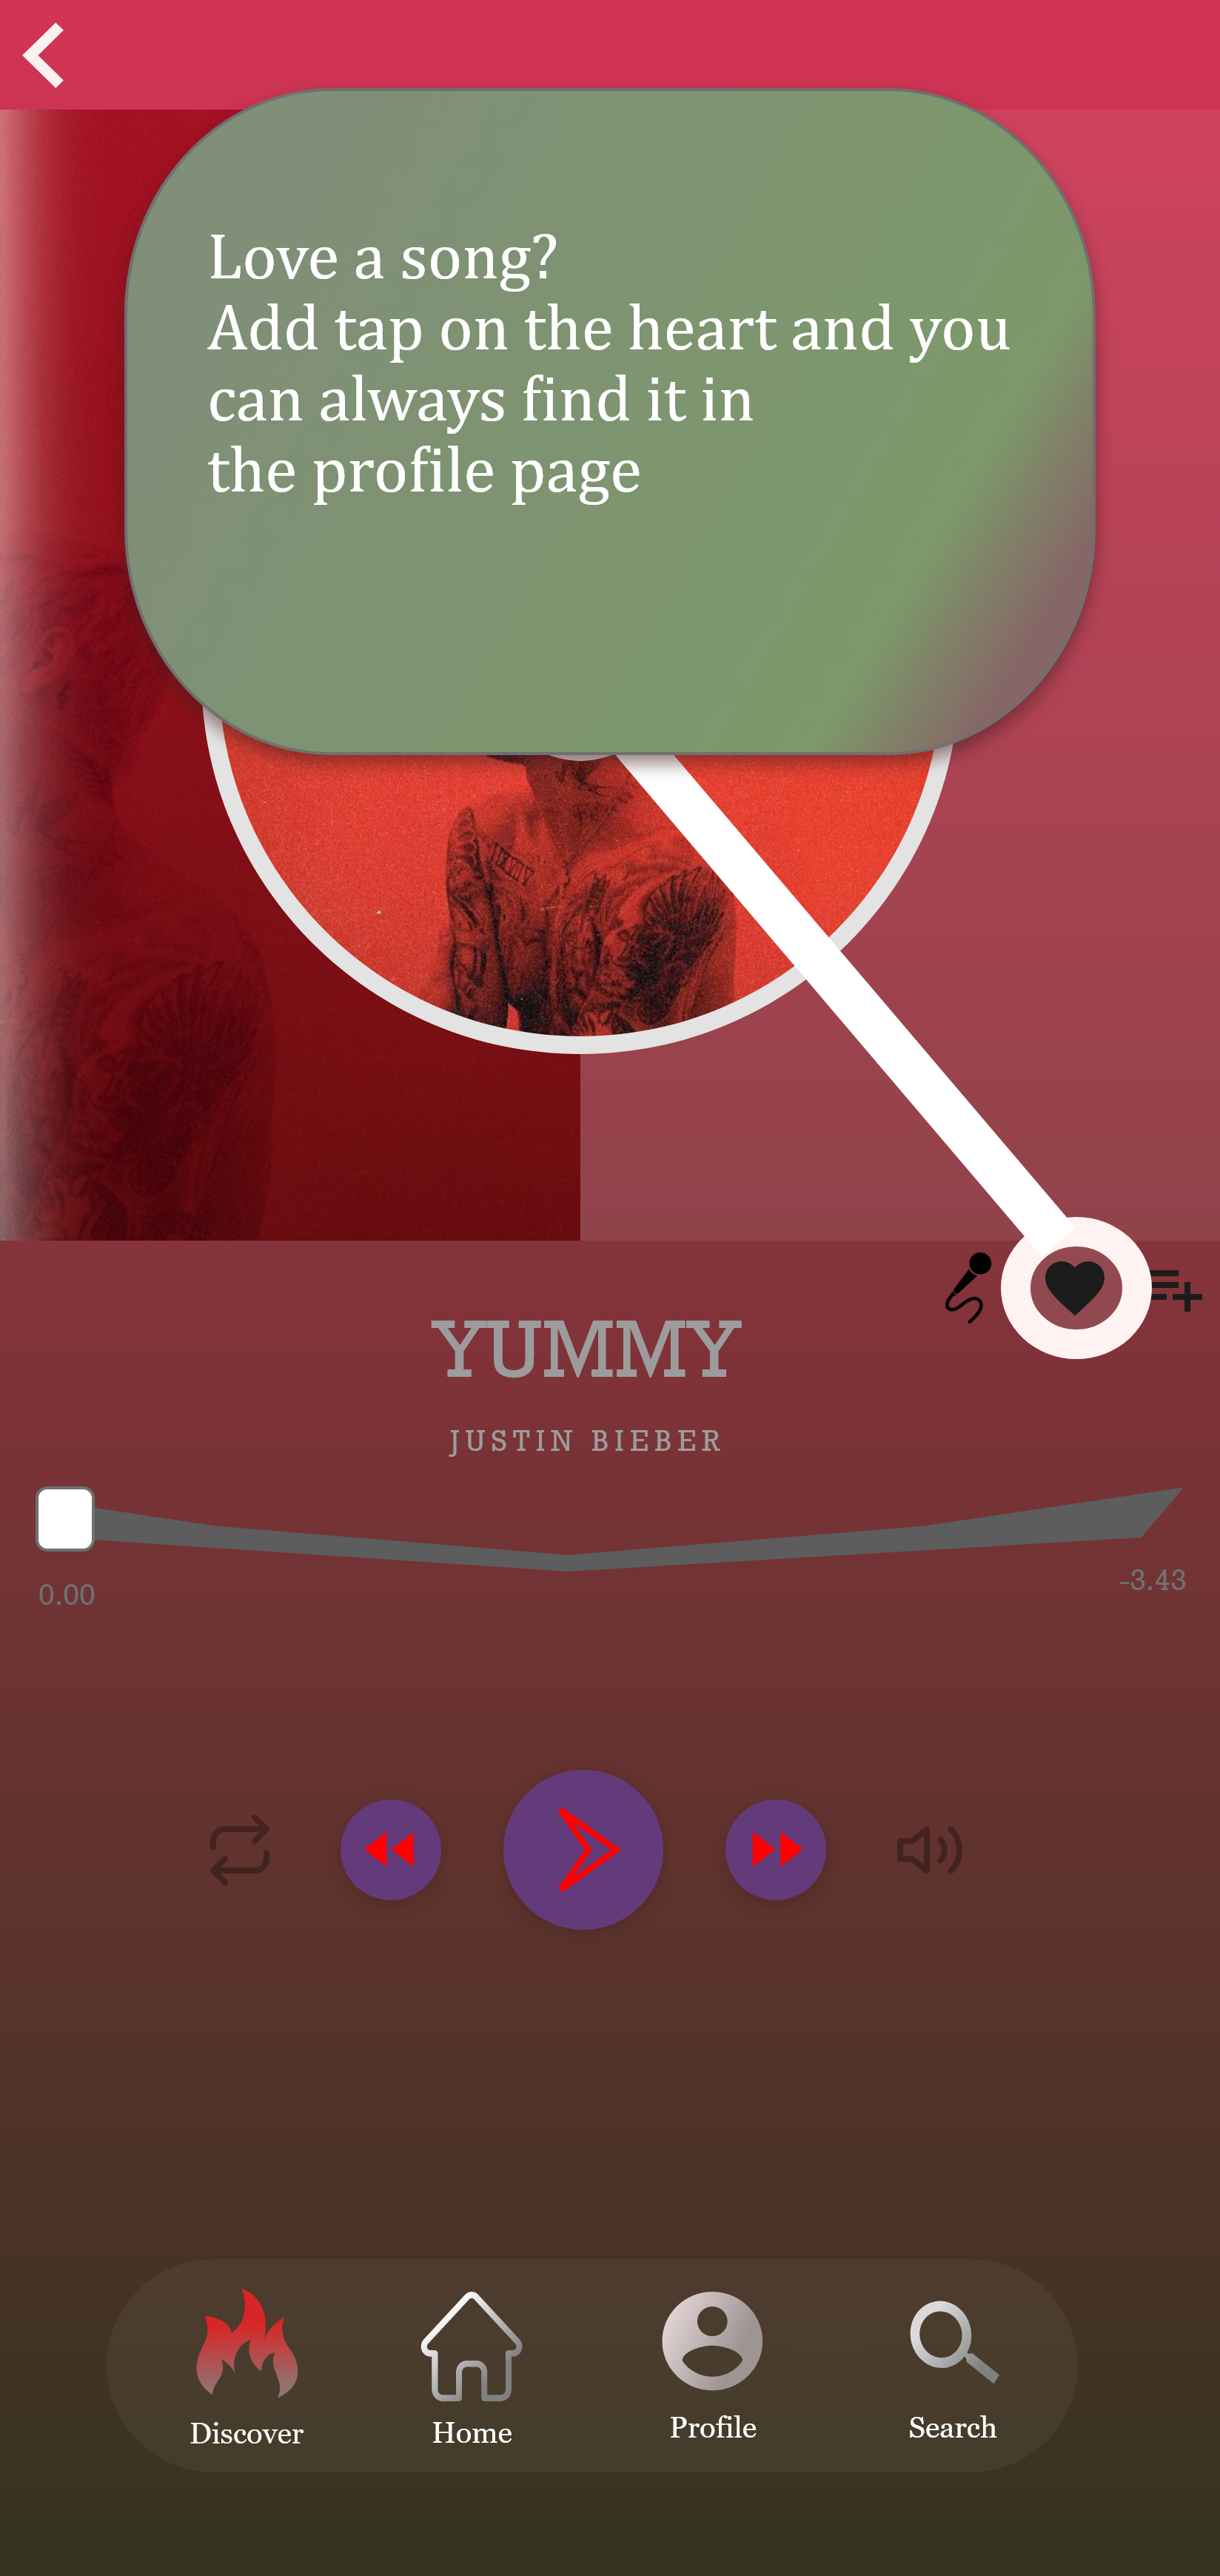 Love a song?
Add tap on the heart and you
can always find it in
the profile page
YUMMY
JUSTIN BIEBER
0.00
-3.43
Discover
Home
Profile
Search